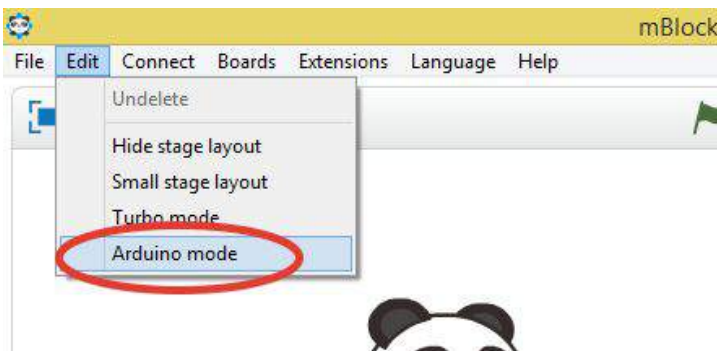 mBlock
File Edit Connect Boards Extensions Language Help
Undelete
Hide stage layout
Small stage layout
Turbo mode
Arduino mode